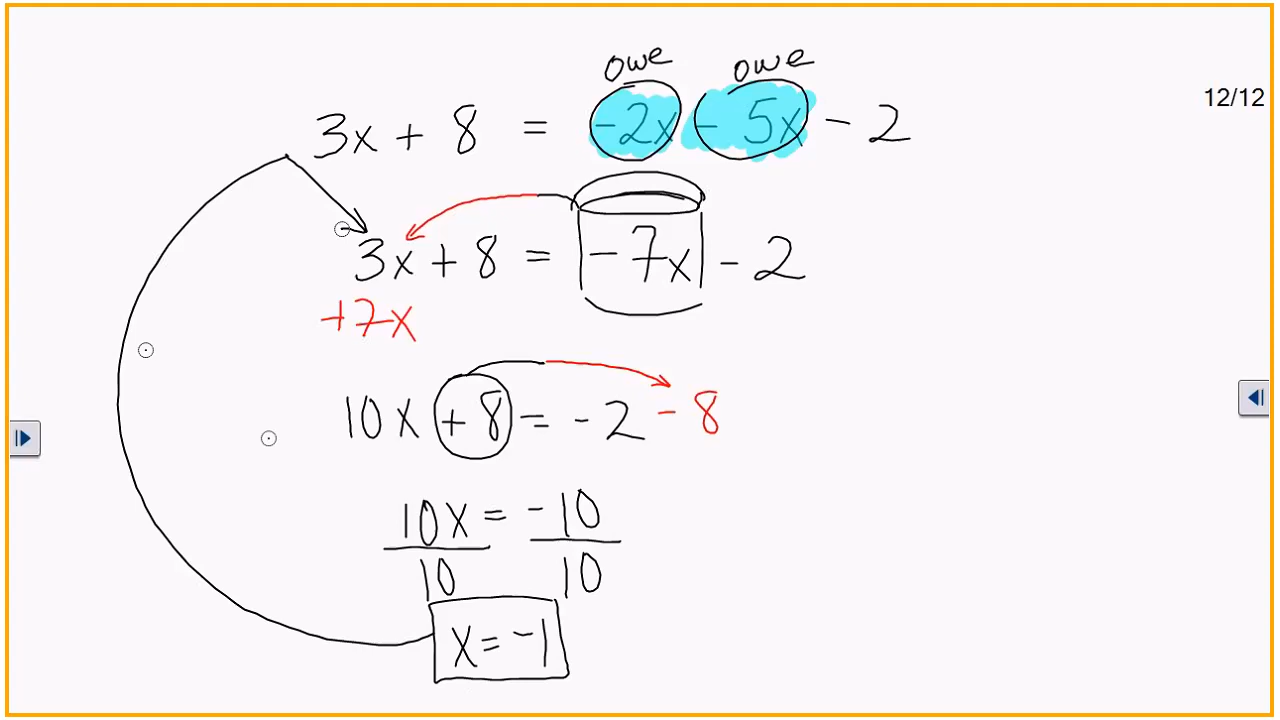 owe owe
12/12
3x + 8 = -2x - 5x - 2
3x + 8 = -7x - 2
+7x
10x + 8 = -2 - 8
10x = -10
10 10
x = -1